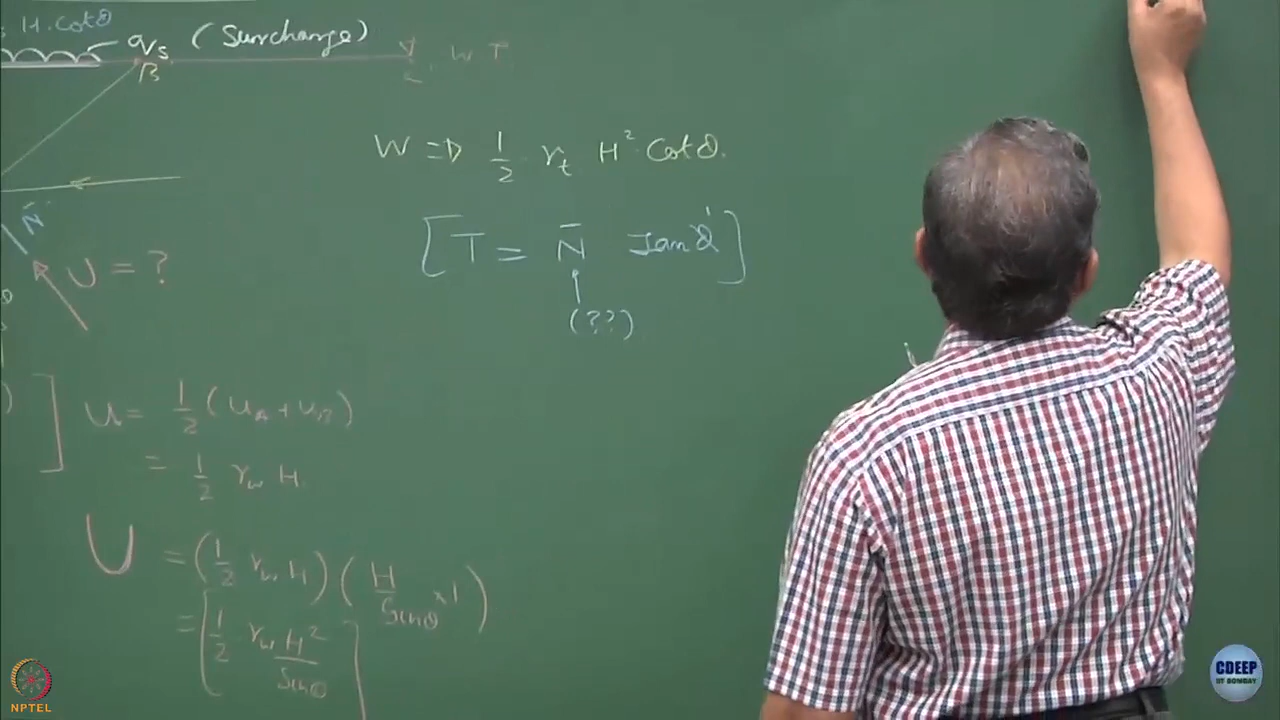 H. Cotθ
qs (Surcharge)
B
W T
W ⇒ 1/2 · γt H² Cotθ.
[T = N̄ Tan Ø']
(??)
N̄
U = ?
u = 1/2 (uA + uB)
= 1/2 γw H
U = (1/2 γw H) (H/Sinθ × 1)
= [1/2 γw H²/Sinθ]
NPTEL
CDEEP
IIT BOMBAY